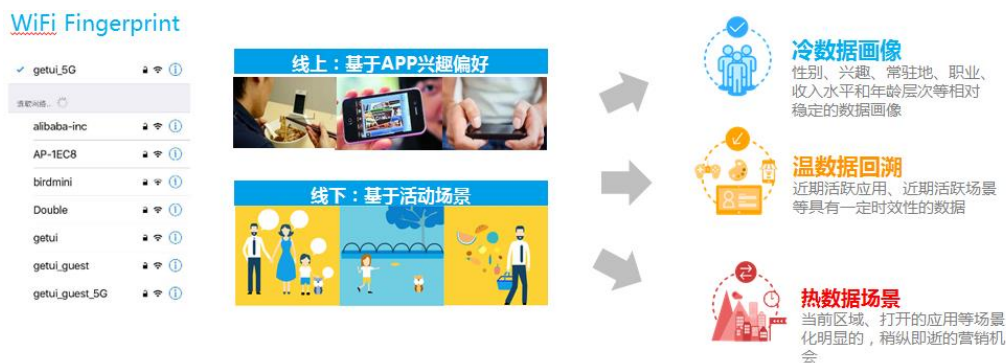 WiFi Fingerprint
getui_5G
选取网络..
alibaba-inc
AP-1EC8
birdmini
Double
getui
getui_guest
getui_guest_5G
线上：基于APP兴趣偏好
线下：基于活动场景
冷数据画像
性别、兴趣、常驻地、职业、
收入水平和年龄层次等相对
稳定的数据画像
温数据回溯
近期活跃应用、近期活跃场景
等具有一定时效性的数据
热数据场景
当前区域、打开的应用等场景
化明显的，稍纵即逝的营销机
会